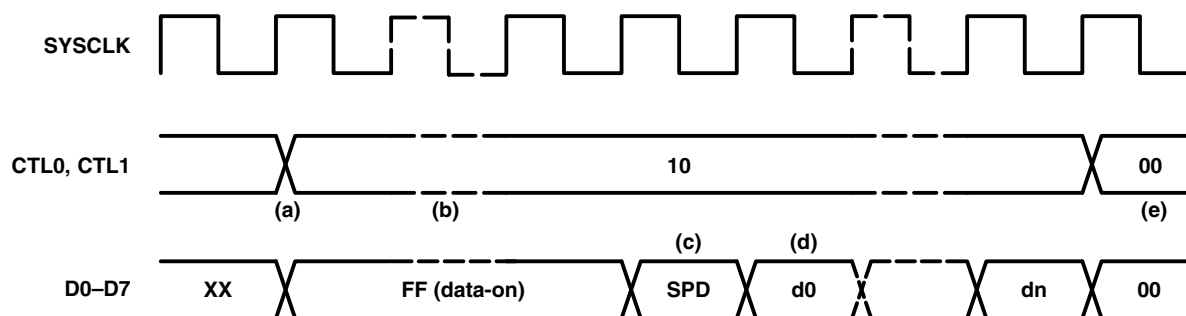 SYSCLK
CTL0, CTL1
10
00
(a)
(b)
(e)
(c)
(d)
D0–D7
XX
FF (data-on)
SPD
d0
dn
00